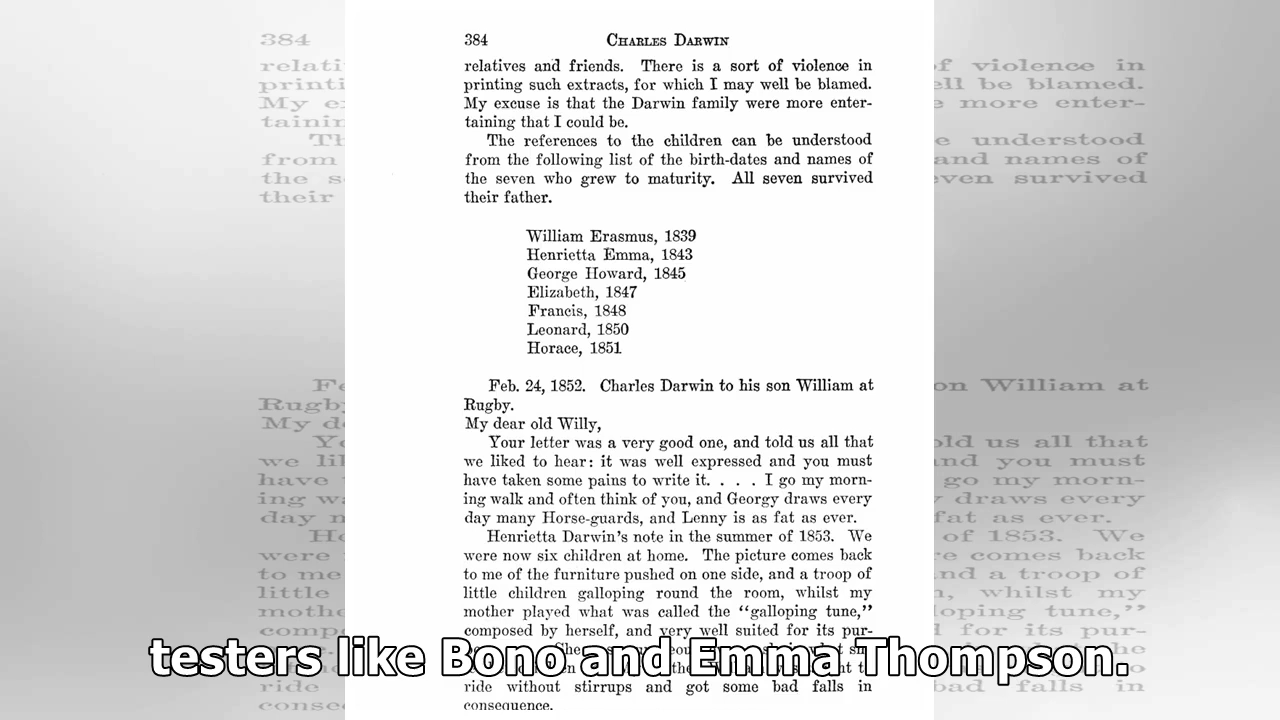 384 CHARLES DARWIN
relatives and friends. There is a sort of violence in
printing such extracts, for which I may well be blamed.
My excuse is that the Darwin family were more enter-
taining that I could be.
The references to the children can be understood
from the following list of the birth-dates and names of
the seven who grew to maturity. All seven survived
their father.
William Erasmus, 1839
Henrietta Emma, 1843
George Howard, 1845
Elizabeth, 1847
Francis, 1848
Leonard, 1850
Horace, 1851
Feb. 24, 1852. Charles Darwin to his son William at
Rugby.
My dear old Willy,
Your letter was a very good one, and told us all that
we liked to hear: it was well expressed and you must
have taken some pains to write it. . . . I go my morn-
ing walk and often think of you, and Georgy draws every
day many Horse-guards, and Lenny is as fat as ever.
Henrietta Darwin's note in the summer of 1853. We
were now six children at home. The picture comes back
to me of the furniture pushed on one side, and a troop of
little children galloping round the room, whilst my
mother played what was called the "galloping tune,"
composed by herself, and very well suited for its pur-
ride without stirrups and got some bad falls in
consequence.
testers like Bono and Emma Thompson.